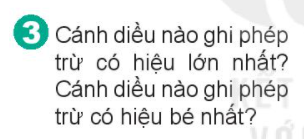 3 Cánh diều nào ghi phép
trừ có hiệu lớn nhất?
Cánh diều nào ghi phép
trừ có hiệu bé nhất?